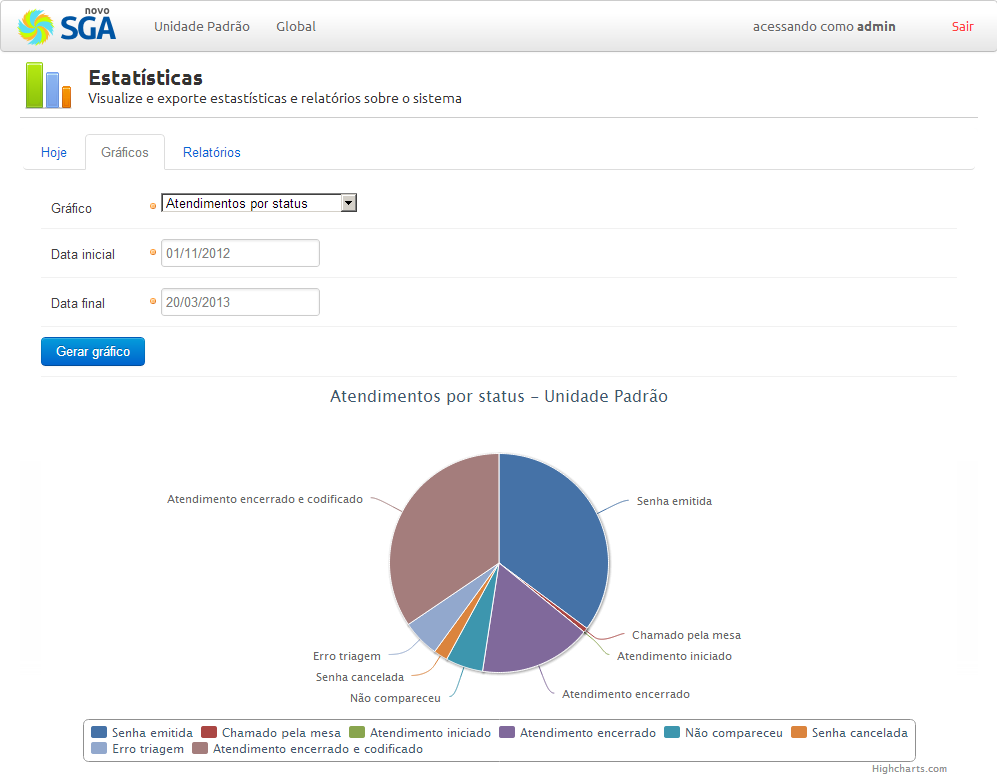 novo
SGA
Unidade Padrão Global acessando como admin Sair
Estatísticas
Visualize e exporte estastísticas e relatórios sobre o sistema
Hoje Gráficos Relatórios
Gráfico Atendimentos por status
Data inicial 01/11/2012
Data final 20/03/2013
Gerar gráfico
Atendimentos por status – Unidade Padrão
Atendimento encerrado e codificado
Senha emitida
Chamado pela mesa
Erro triagem
Atendimento iniciado
Senha cancelada
Não compareceu
Atendimento encerrado
Senha emitida Chamado pela mesa Atendimento iniciado Atendimento encerrado Não compareceu Senha cancelada
Erro triagem Atendimento encerrado e codificado
Highcharts.com